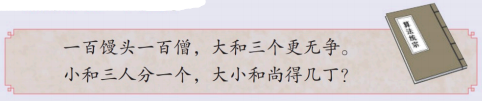 一百馒头一百僧，大和三个更无争。
小和三人分一个，大小和尚得几丁？
算法统宗